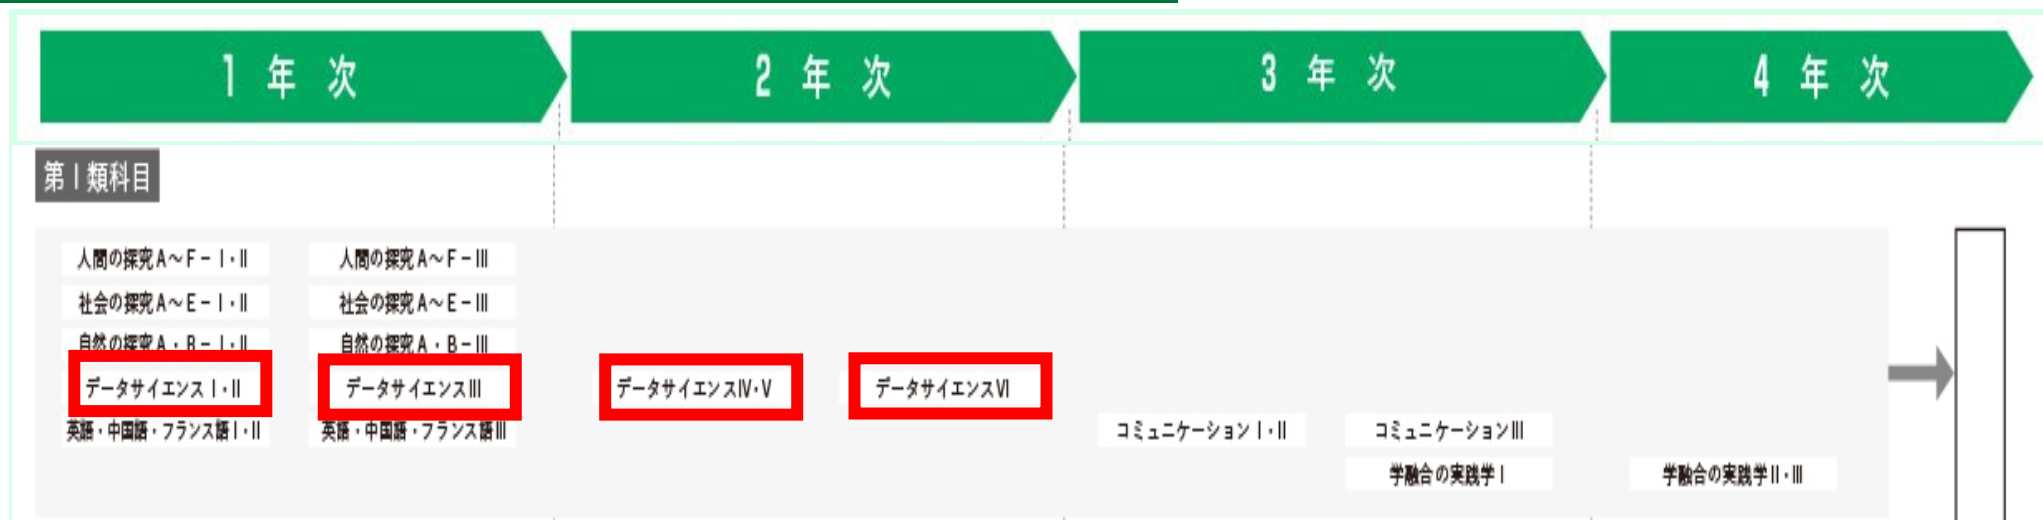 1 年 次
2 年 次
3 年 次
4 年 次
第Ⅰ類科目
人間の探究A～F－Ⅰ・Ⅱ
人間の探究A～F－Ⅲ
社会の探究A～E－Ⅰ・Ⅱ
社会の探究A～E－Ⅲ
自然の探究A・B－Ⅰ・Ⅱ
自然の探究A・B－Ⅲ
データサイエンスⅠ・Ⅱ
データサイエンスⅢ
データサイエンスⅣ・Ⅴ
データサイエンスⅥ
英語・中国語・フランス語Ⅰ・Ⅱ
英語・中国語・フランス語Ⅲ
コミュニケーションⅠ・Ⅱ
コミュニケーションⅢ
学融合の実践学Ⅰ
学融合の実践学Ⅱ・Ⅲ